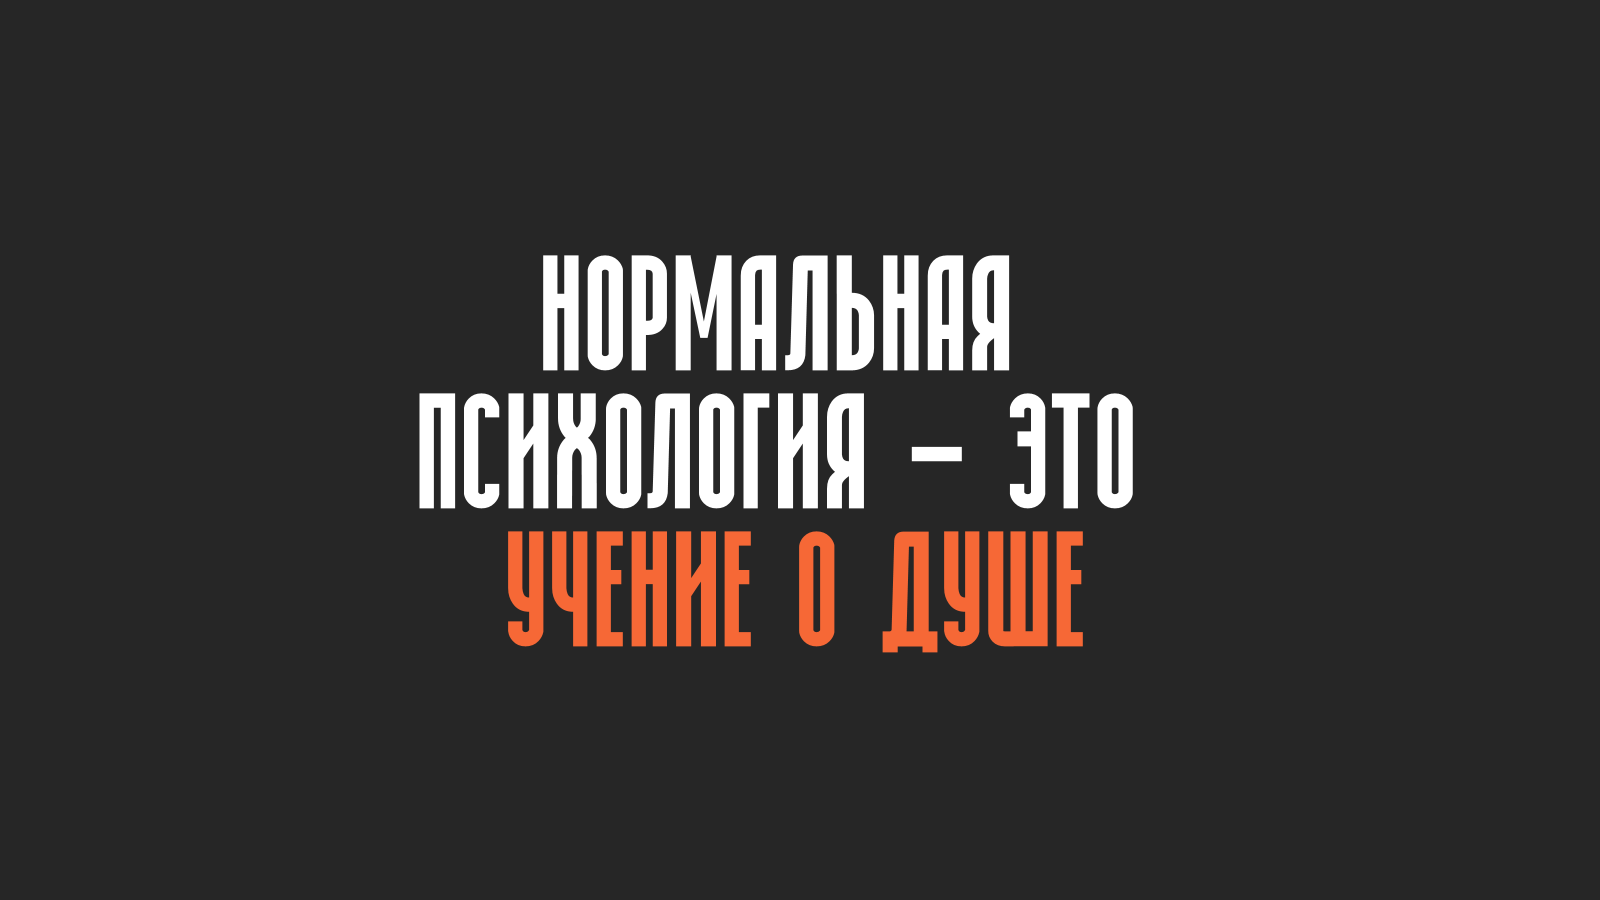 НОРМАЛЬНАЯ
ПСИХОЛОГИЯ – ЭТО
УЧЕНИЕ О ДУШЕ